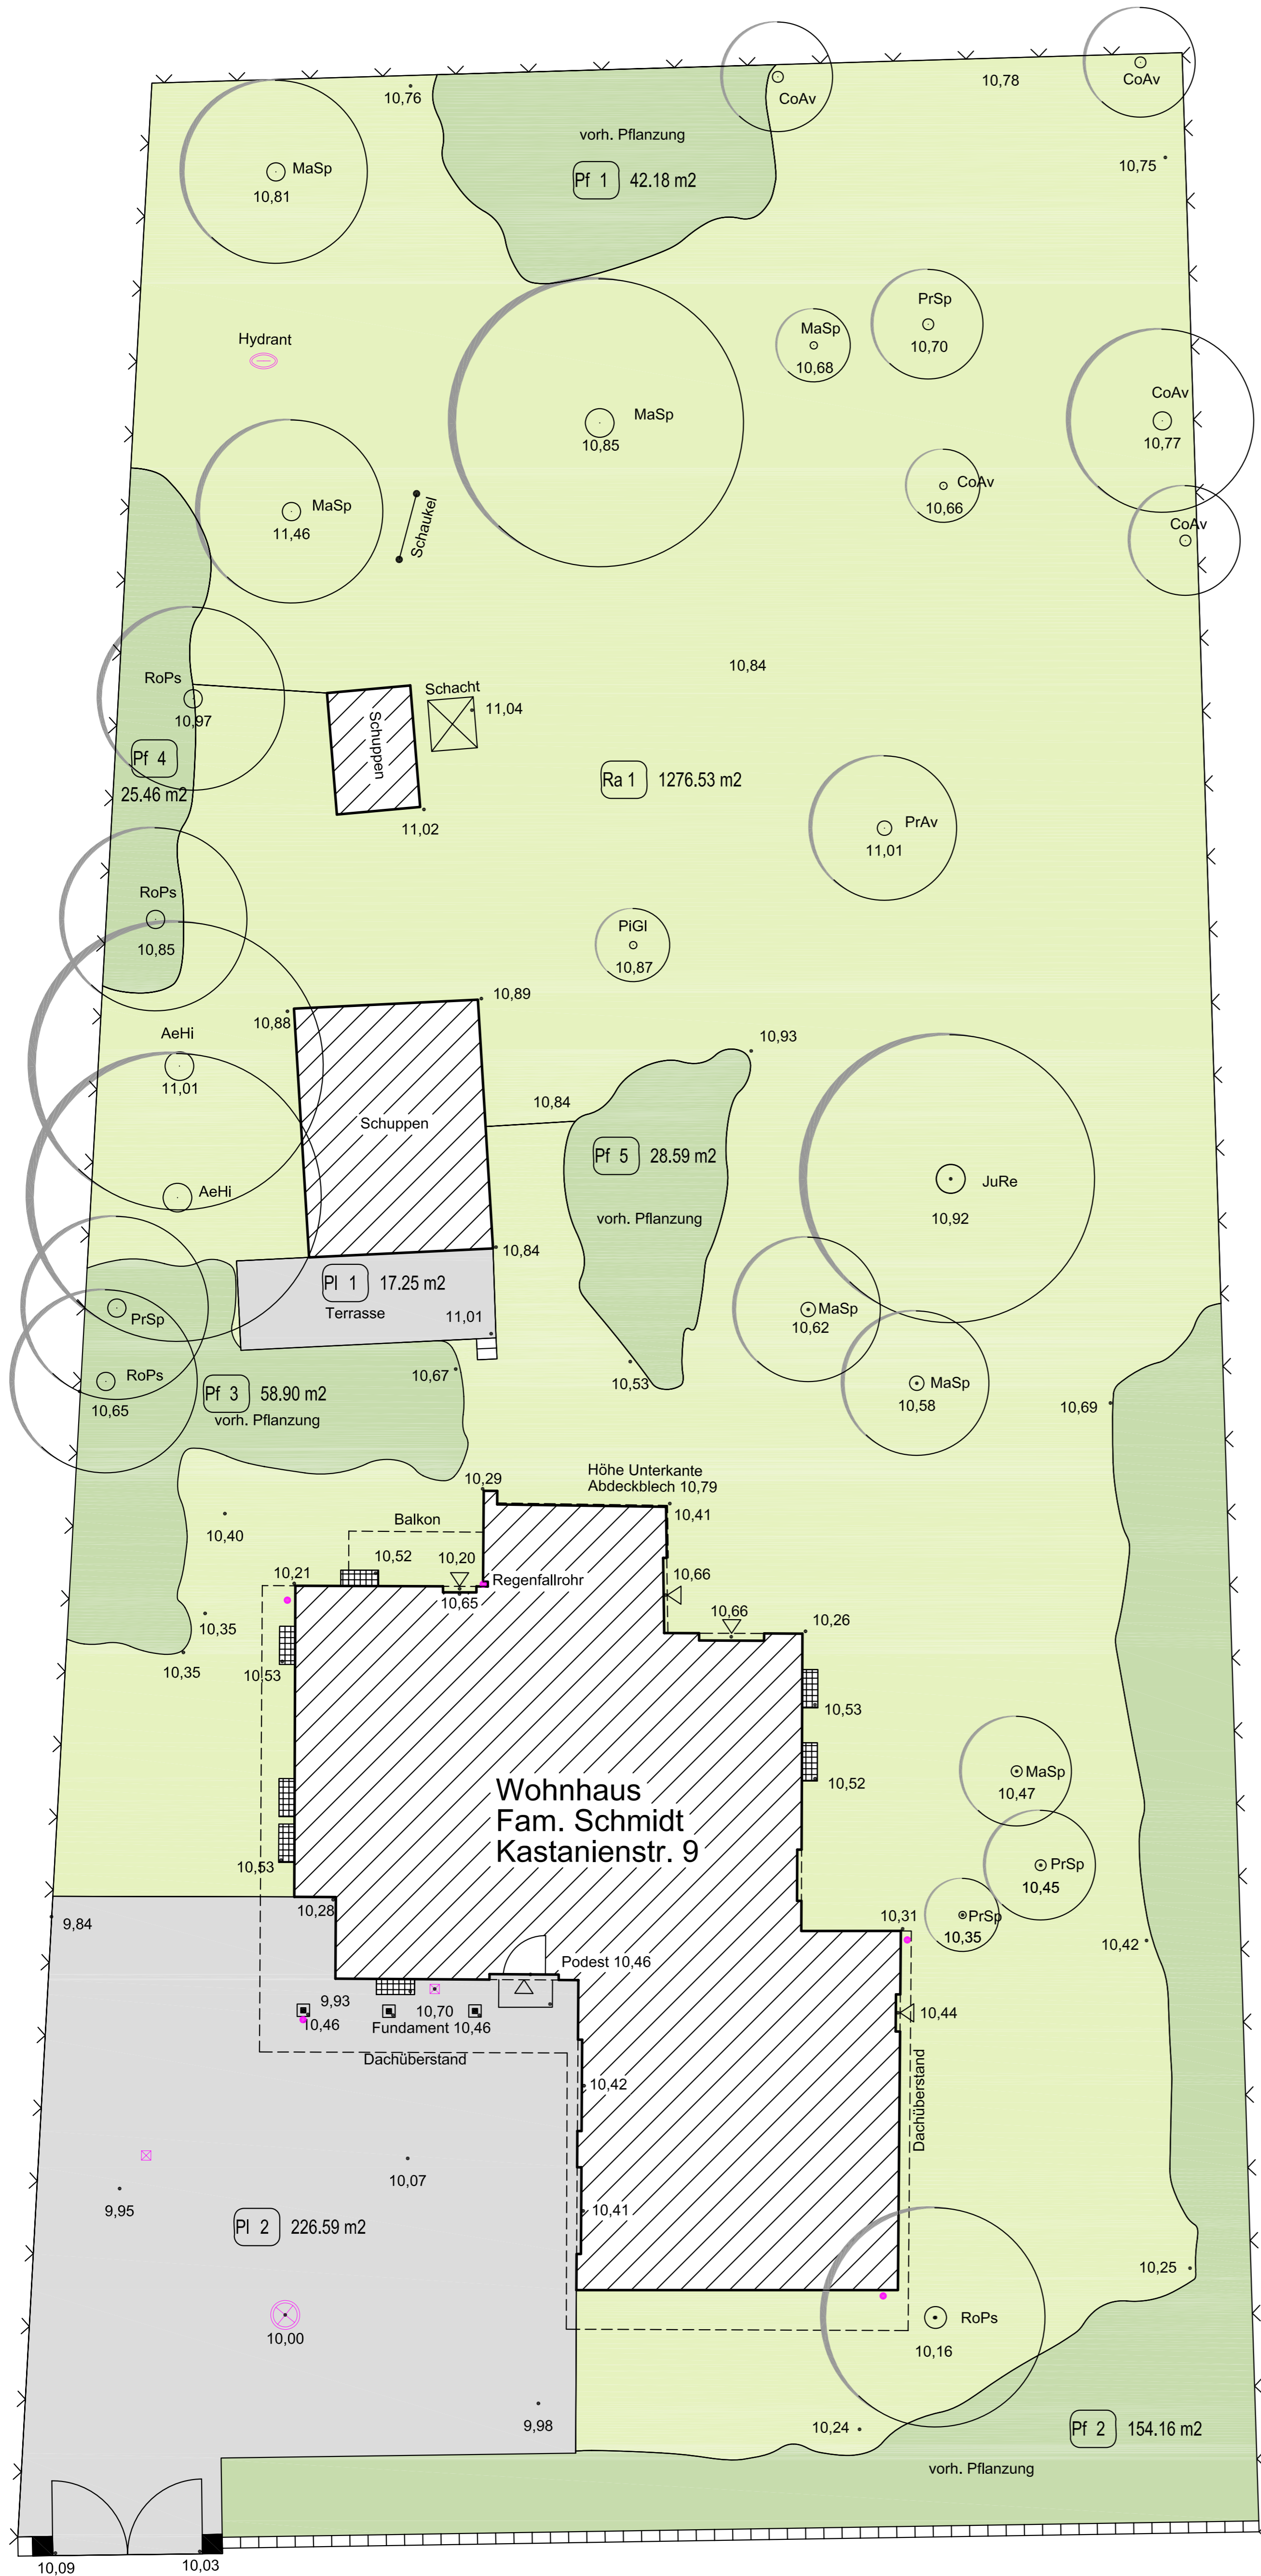 CoAv
10,76
CoAv
10,78
vorh. Pflanzung
10,75
MaSp
Pf 1 42.18 m2
10,81
PrSp
MaSp
Hydrant
10,70
10,68
CoAv
MaSp
10,85
10,77
CoAv
MaSp
10,66
Schaukel
CoAv
11,46
10,84
RoPs
Schacht
11,04
10,97
Schuppen
Pf 4
Ra 1 1276.53 m2
25.46 m2
11,02
PrAv
11,01
RoPs
PiGl
10,85
10,87
10,89
10,88
AeHi
10,93
11,01
10,84
Schuppen
Pf 5 28.59 m2
JuRe
AeHi
10,92
vorh. Pflanzung
10,84
Pl 1 17.25 m2
Terrasse
11,01
MaSp
PrSp
10,62
RoPs
10,67
10,53
MaSp
Pf 3 58.90 m2
10,65
10,58
10,69
vorh. Pflanzung
Höhe Unterkante
Abdeckblech 10,79
10,29
10,41
Balkon
10,40
10,52
10,20
10,21
Regenfallrohr
10,66
10,65
10,66
10,35
10,26
10,35
10,53
10,53
10,52
MaSp
Wohnhaus
Fam. Schmidt
Kastanienstr. 9
10,47
PrSp
10,53
10,45
10,28
10,31
PrSp
9,84
10,35
10,42
Podest 10,46
9,93
10,70
10,46
Fundament 10,46
10,44
Dachüberstand
Dachüberstand
10,42
10,07
9,95
10,41
Pl 2 226.59 m2
10,25
RoPs
10,00
10,16
9,98
10,24
Pf 2 154.16 m2
vorh. Pflanzung
10,09
10,03